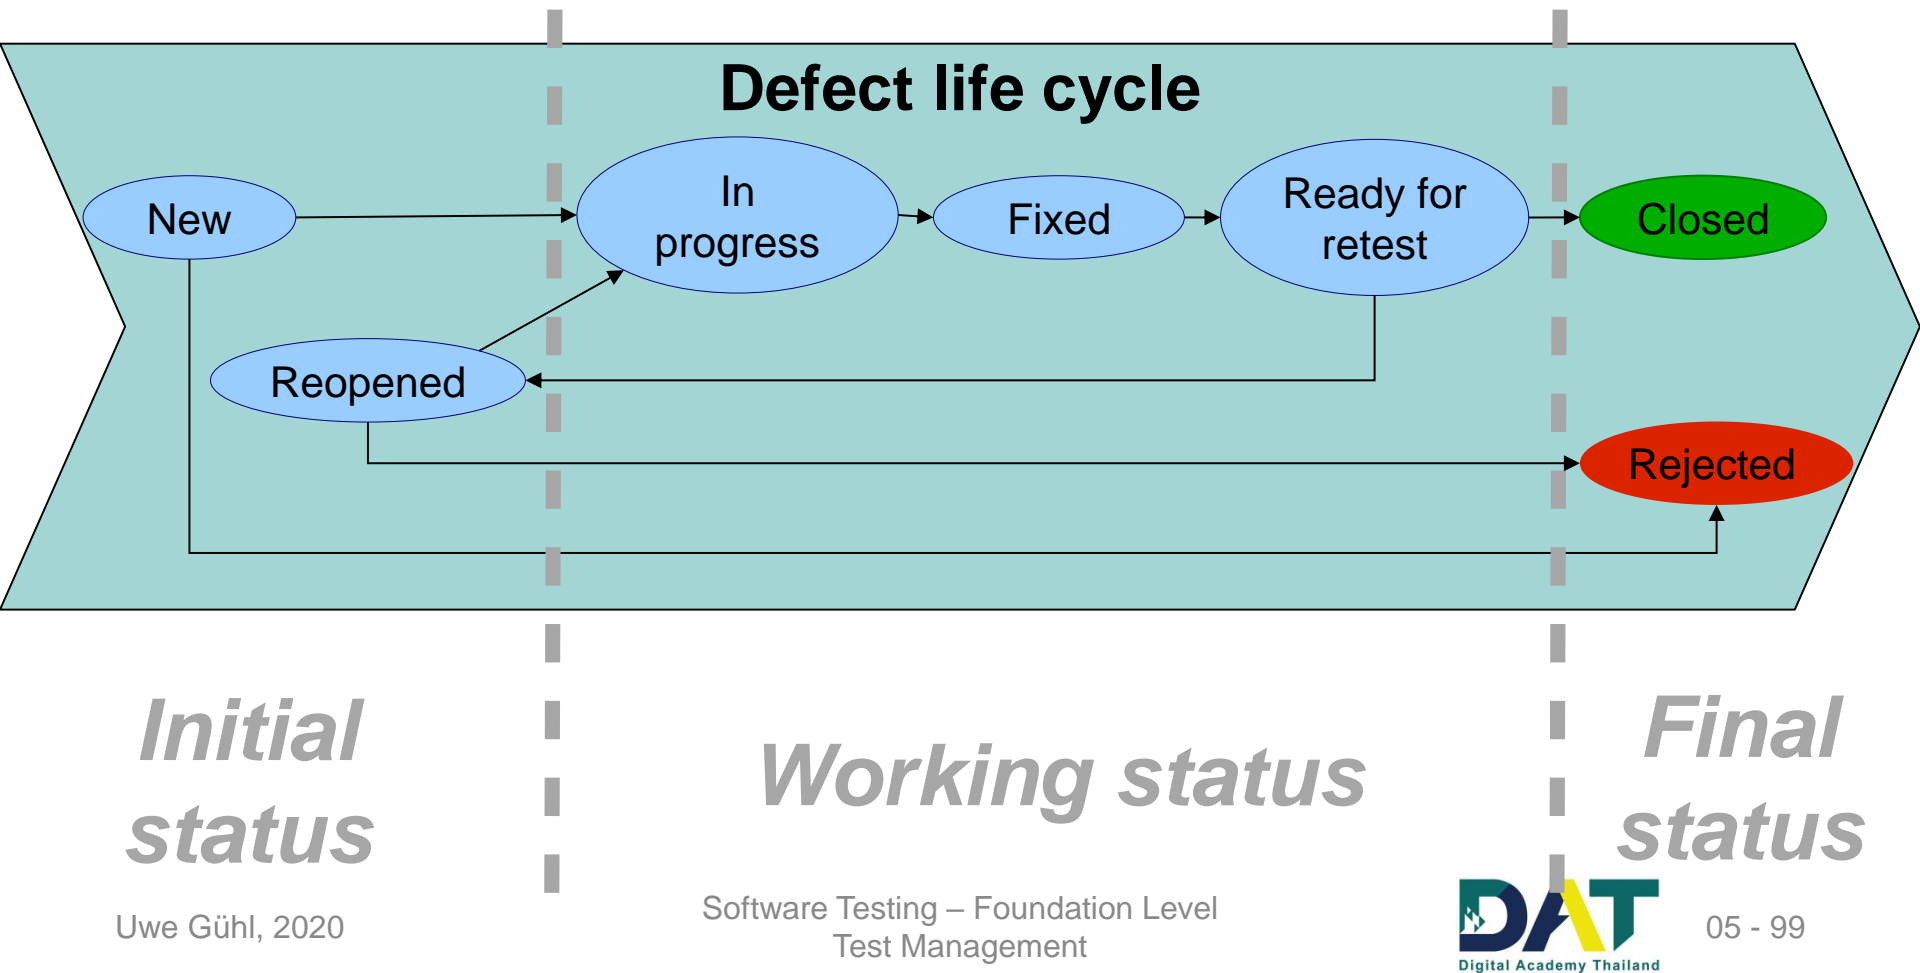 Defect life cycle
New
In
progress
Fixed
Ready for
retest
Closed
Reopened
Rejected
Initial
status
Working status
Final
status
Uwe Gühl, 2020
Software Testing – Foundation Level
Test Management
DAT
Digital Academy Thailand
05 - 99